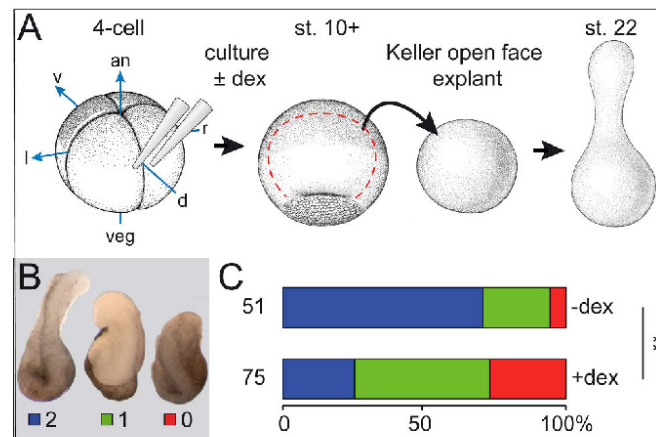 A
4-cell
culture
± dex
st. 10+
Keller open face
explant
st. 22
v
an
r
l
d
veg
B
2
1
0
C
51
-dex
75
+dex
0
50
100%